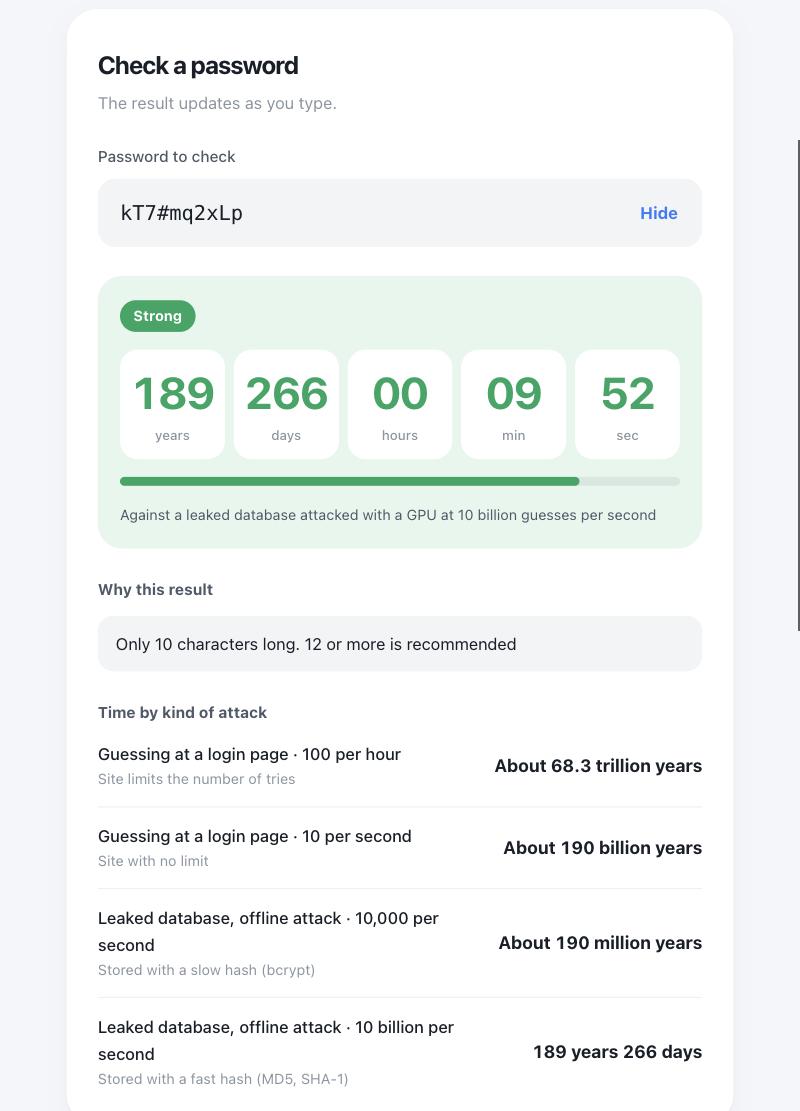 Check a password
The result updates as you type.
Password to check
kT7#mq2xLp
Hide
Strong
189 266 00 09 52
years days hours min sec
Against a leaked database attacked with a GPU at 10 billion guesses per second
Why this result
Only 10 characters long. 12 or more is recommended
Time by kind of attack
Guessing at a login page · 100 per hour
Site limits the number of tries
About 68.3 trillion years
Guessing at a login page · 10 per second
Site with no limit
About 190 billion years
Leaked database, offline attack · 10,000 per
second
Stored with a slow hash (bcrypt)
About 190 million years
Leaked database, offline attack · 10 billion per
second
Stored with a fast hash (MD5, SHA-1)
189 years 266 days